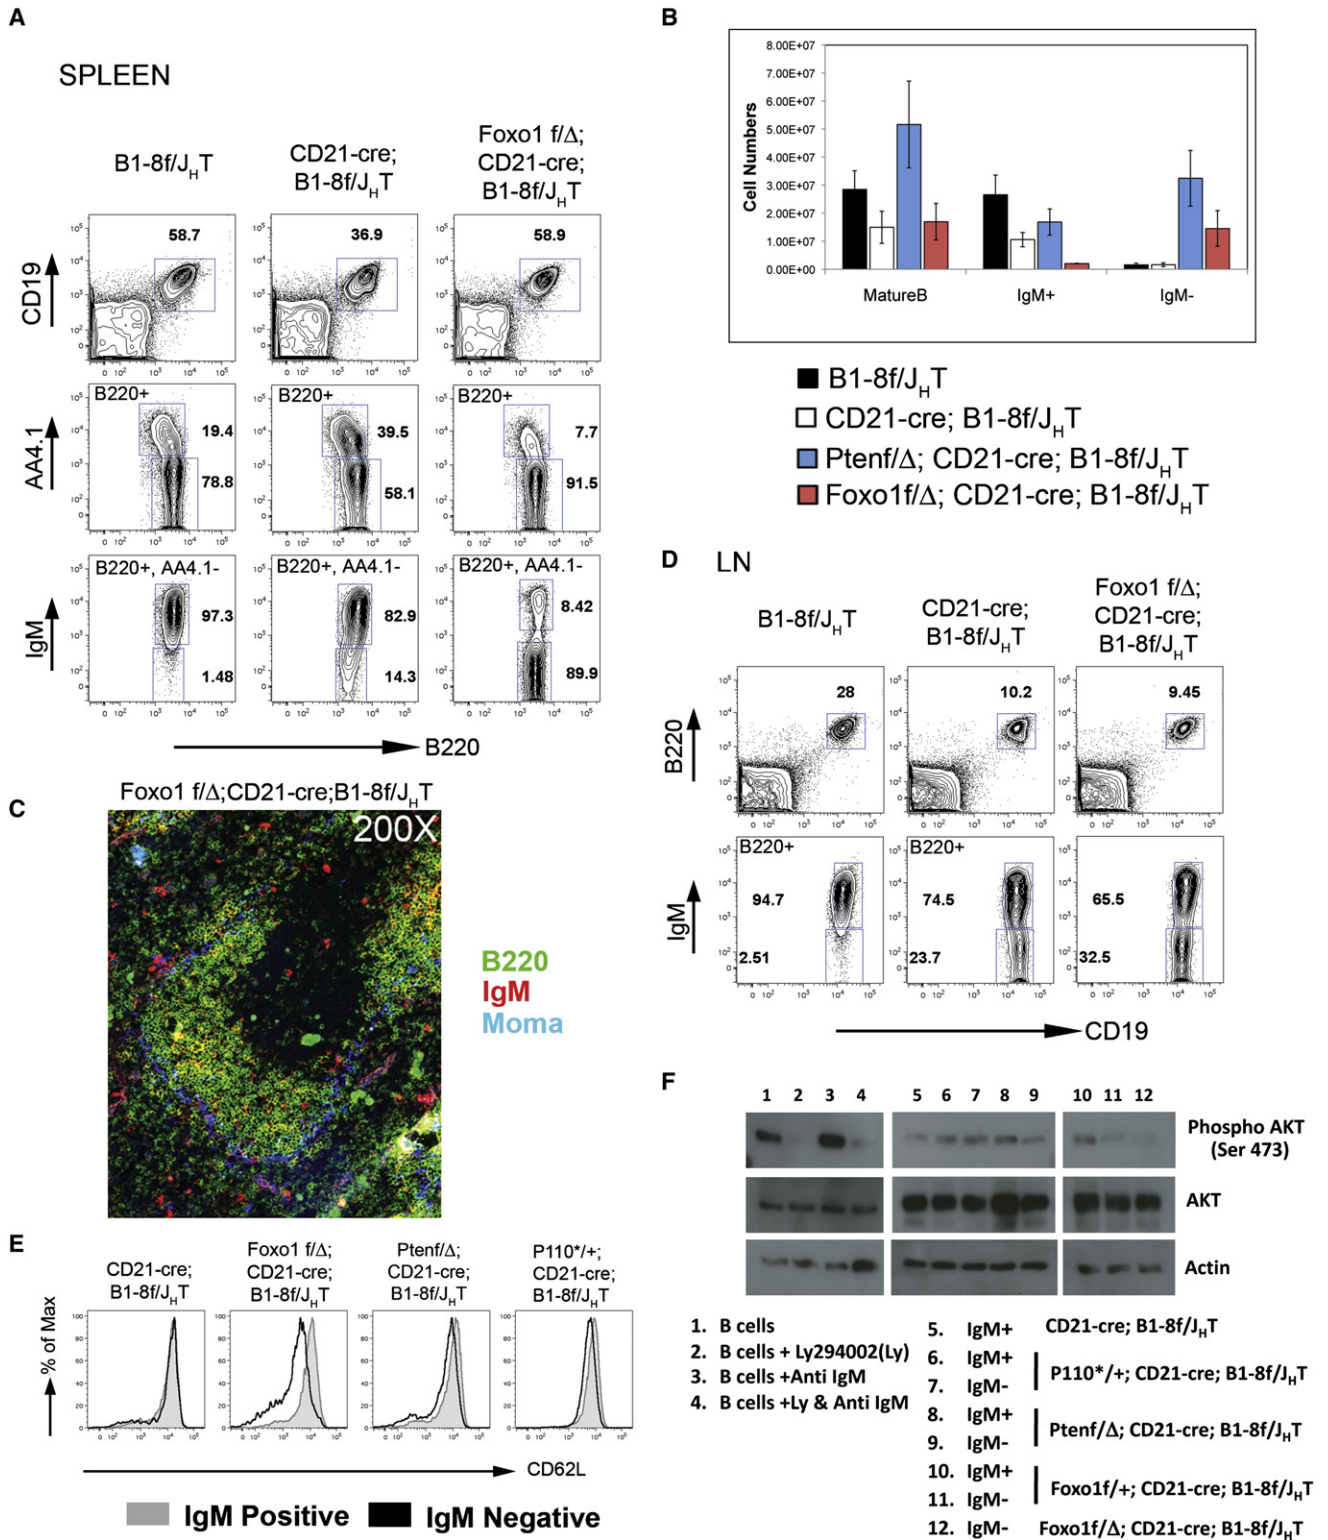 A
SPLEEN
B1-8f/JHT
CD21-cre;
B1-8f/JHT
Foxo1 f/Δ;
CD21-cre;
B1-8f/JHT
CD19
58.7
36.9
58.9
AA4.1
B220+
19.4
78.8
B220+
39.5
58.1
B220+
7.7
91.5
IgM
B220+, AA4.1-
97.3
1.48
B220+, AA4.1-
82.9
14.3
B220+, AA4.1-
8.42
89.9
B220
B
Cell Numbers
8.00E+07
7.00E+07
6.00E+07
5.00E+07
4.00E+07
3.00E+07
2.00E+07
1.00E+07
0.00E+00
MatureB
IgM+
IgM-
B1-8f/JHT
CD21-cre; B1-8f/JHT
Ptenf/Δ; CD21-cre; B1-8f/JHT
Foxo1f/Δ; CD21-cre; B1-8f/JHT
C
Foxo1 f/Δ;CD21-cre;B1-8f/JHT
200X
B220
IgM
Moma
D
LN
B1-8f/JHT
CD21-cre;
B1-8f/JHT
Foxo1 f/Δ;
CD21-cre;
B1-8f/JHT
B220
28
10.2
9.45
IgM
B220+
94.7
2.51
B220+
74.5
23.7
65.5
32.5
CD19
E
CD21-cre;
B1-8f/JHT
Foxo1 f/Δ;
CD21-cre;
B1-8f/JHT
Ptenf/Δ;
CD21-cre;
B1-8f/JHT
P110*/+;
CD21-cre;
B1-8f/JHT
% of Max
CD62L
IgM Positive
IgM Negative
F
1 2 3 4 5 6 7 8 9 10 11 12
Phospho AKT
(Ser 473)
AKT
Actin
1. B cells
2. B cells + Ly294002(Ly)
3. B cells +Anti IgM
4. B cells +Ly & Anti IgM
5. IgM+ CD21-cre; B1-8f/JHT
6. IgM+
P110*/+; CD21-cre; B1-8f/JHT
7. IgM-
8. IgM+
Ptenf/Δ; CD21-cre; B1-8f/JHT
9. IgM-
10. IgM+
Foxo1f/+; CD21-cre; B1-8f/JHT
11. IgM-
12. IgM- Foxo1f/Δ; CD21-cre; B1-8f/JHT